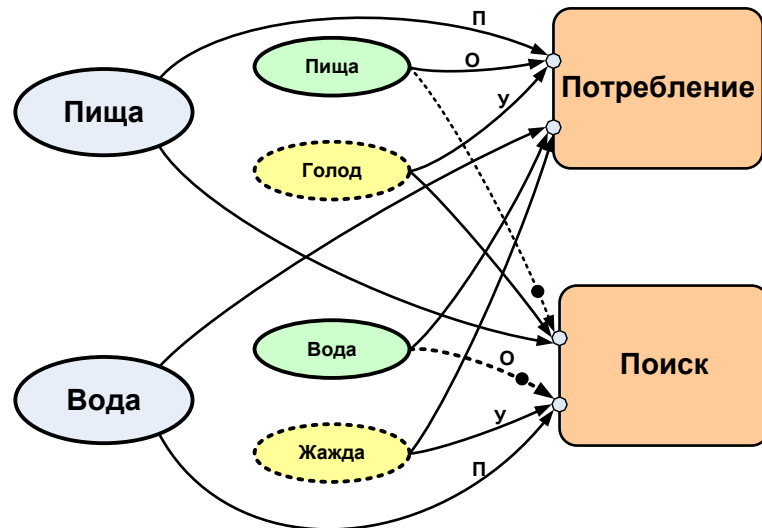 П
Пища
О
Потребление
Пища
У
Голод
Вода
О
Поиск
Вода
Жажда
У
П